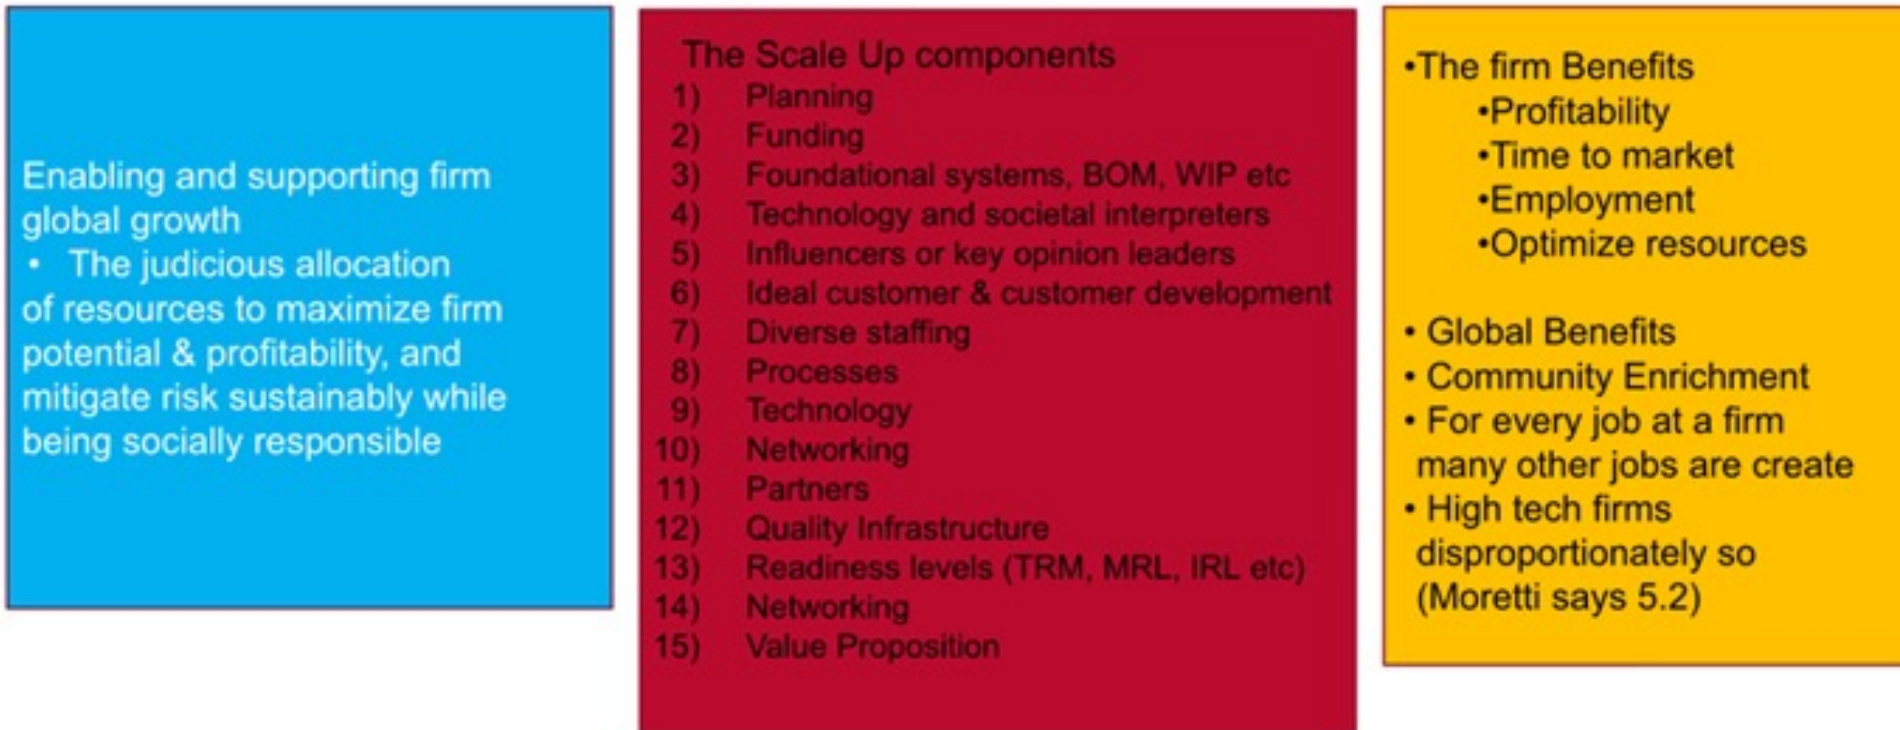 Enabling and supporting firm
global growth
• The judicious allocation
of resources to maximize firm
potential & profitability, and
mitigate risk sustainably while
being socially responsible
The Scale Up components
1) Planning
2) Funding
3) Foundational systems, BOM, WIP etc
4) Technology and societal interpreters
5) Influencers or key opinion leaders
6) Ideal customer & customer development
7) Diverse staffing
8) Processes
9) Technology
10) Networking
11) Partners
12) Quality Infrastructure
13) Readiness levels (TRM, MRL, IRL etc)
14) Networking
15) Value Proposition
•The firm Benefits
•Profitability
•Time to market
•Employment
•Optimize resources
• Global Benefits
• Community Enrichment
• For every job at a firm
many other jobs are create
• High tech firms
disproportionately so
(Moretti says 5.2)